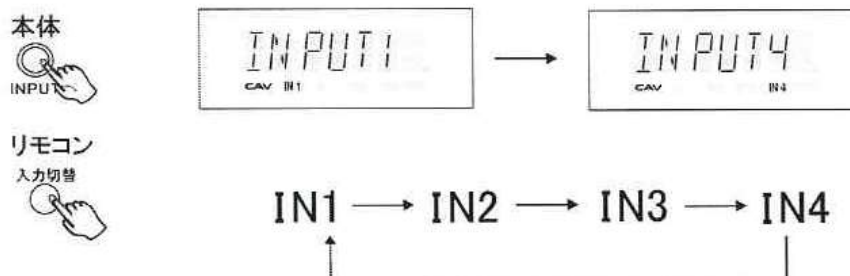 本体
INPUT
INPUT1
CAV IN1
→
INPUT4
CAV IN4
リモコン
入力切替
IN1 → IN2 → IN3 → IN4